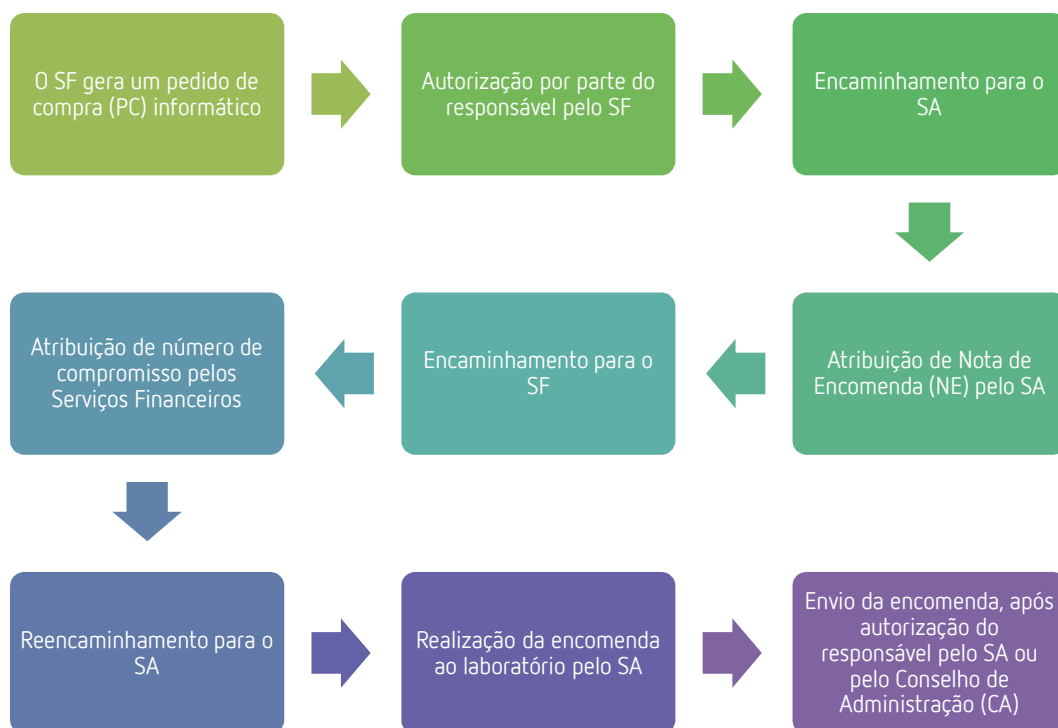 O SF gera um pedido de
compra (PC) informático
Autorização por parte do
responsável pelo SF
Encaminhamento para o
SA
Atribuição de Nota de
Encomenda (NE) pelo SA
Encaminhamento para o
SF
Atribuição de número de
compromisso pelos
Serviços Financeiros
Reencaminhamento para o
SA
Realização da encomenda
ao laboratório pelo SA
Envio da encomenda, após
autorização do
responsável pelo SA ou
pelo Conselho de
Administração (CA)